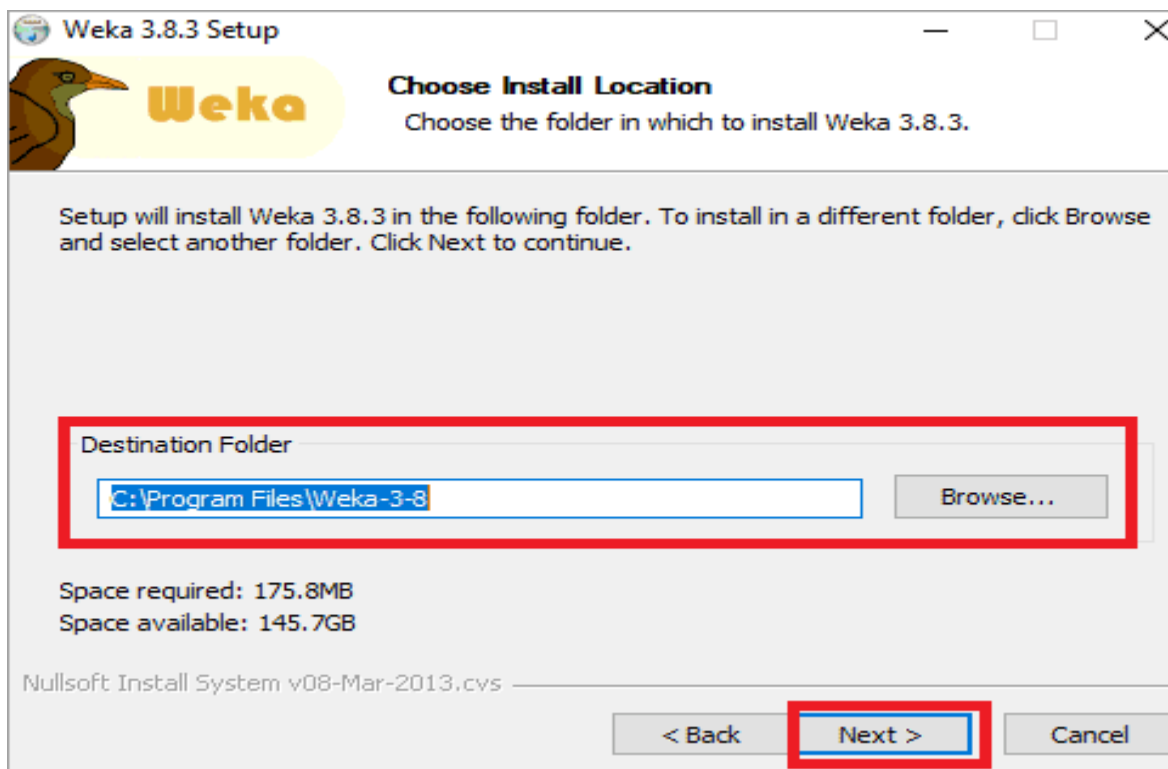 Weka 3.8.3 Setup
Weka
Choose Install Location
Choose the folder in which to install Weka 3.8.3.
Setup will install Weka 3.8.3 in the following folder. To install in a different folder, click Browse
and select another folder. Click Next to continue.
Destination Folder
C:\Program Files\Weka-3-8
Browse...
Space required: 175.8MB
Space available: 145.7GB
Nullsoft Install System v08-Mar-2013.cvs
< Back Next > Cancel